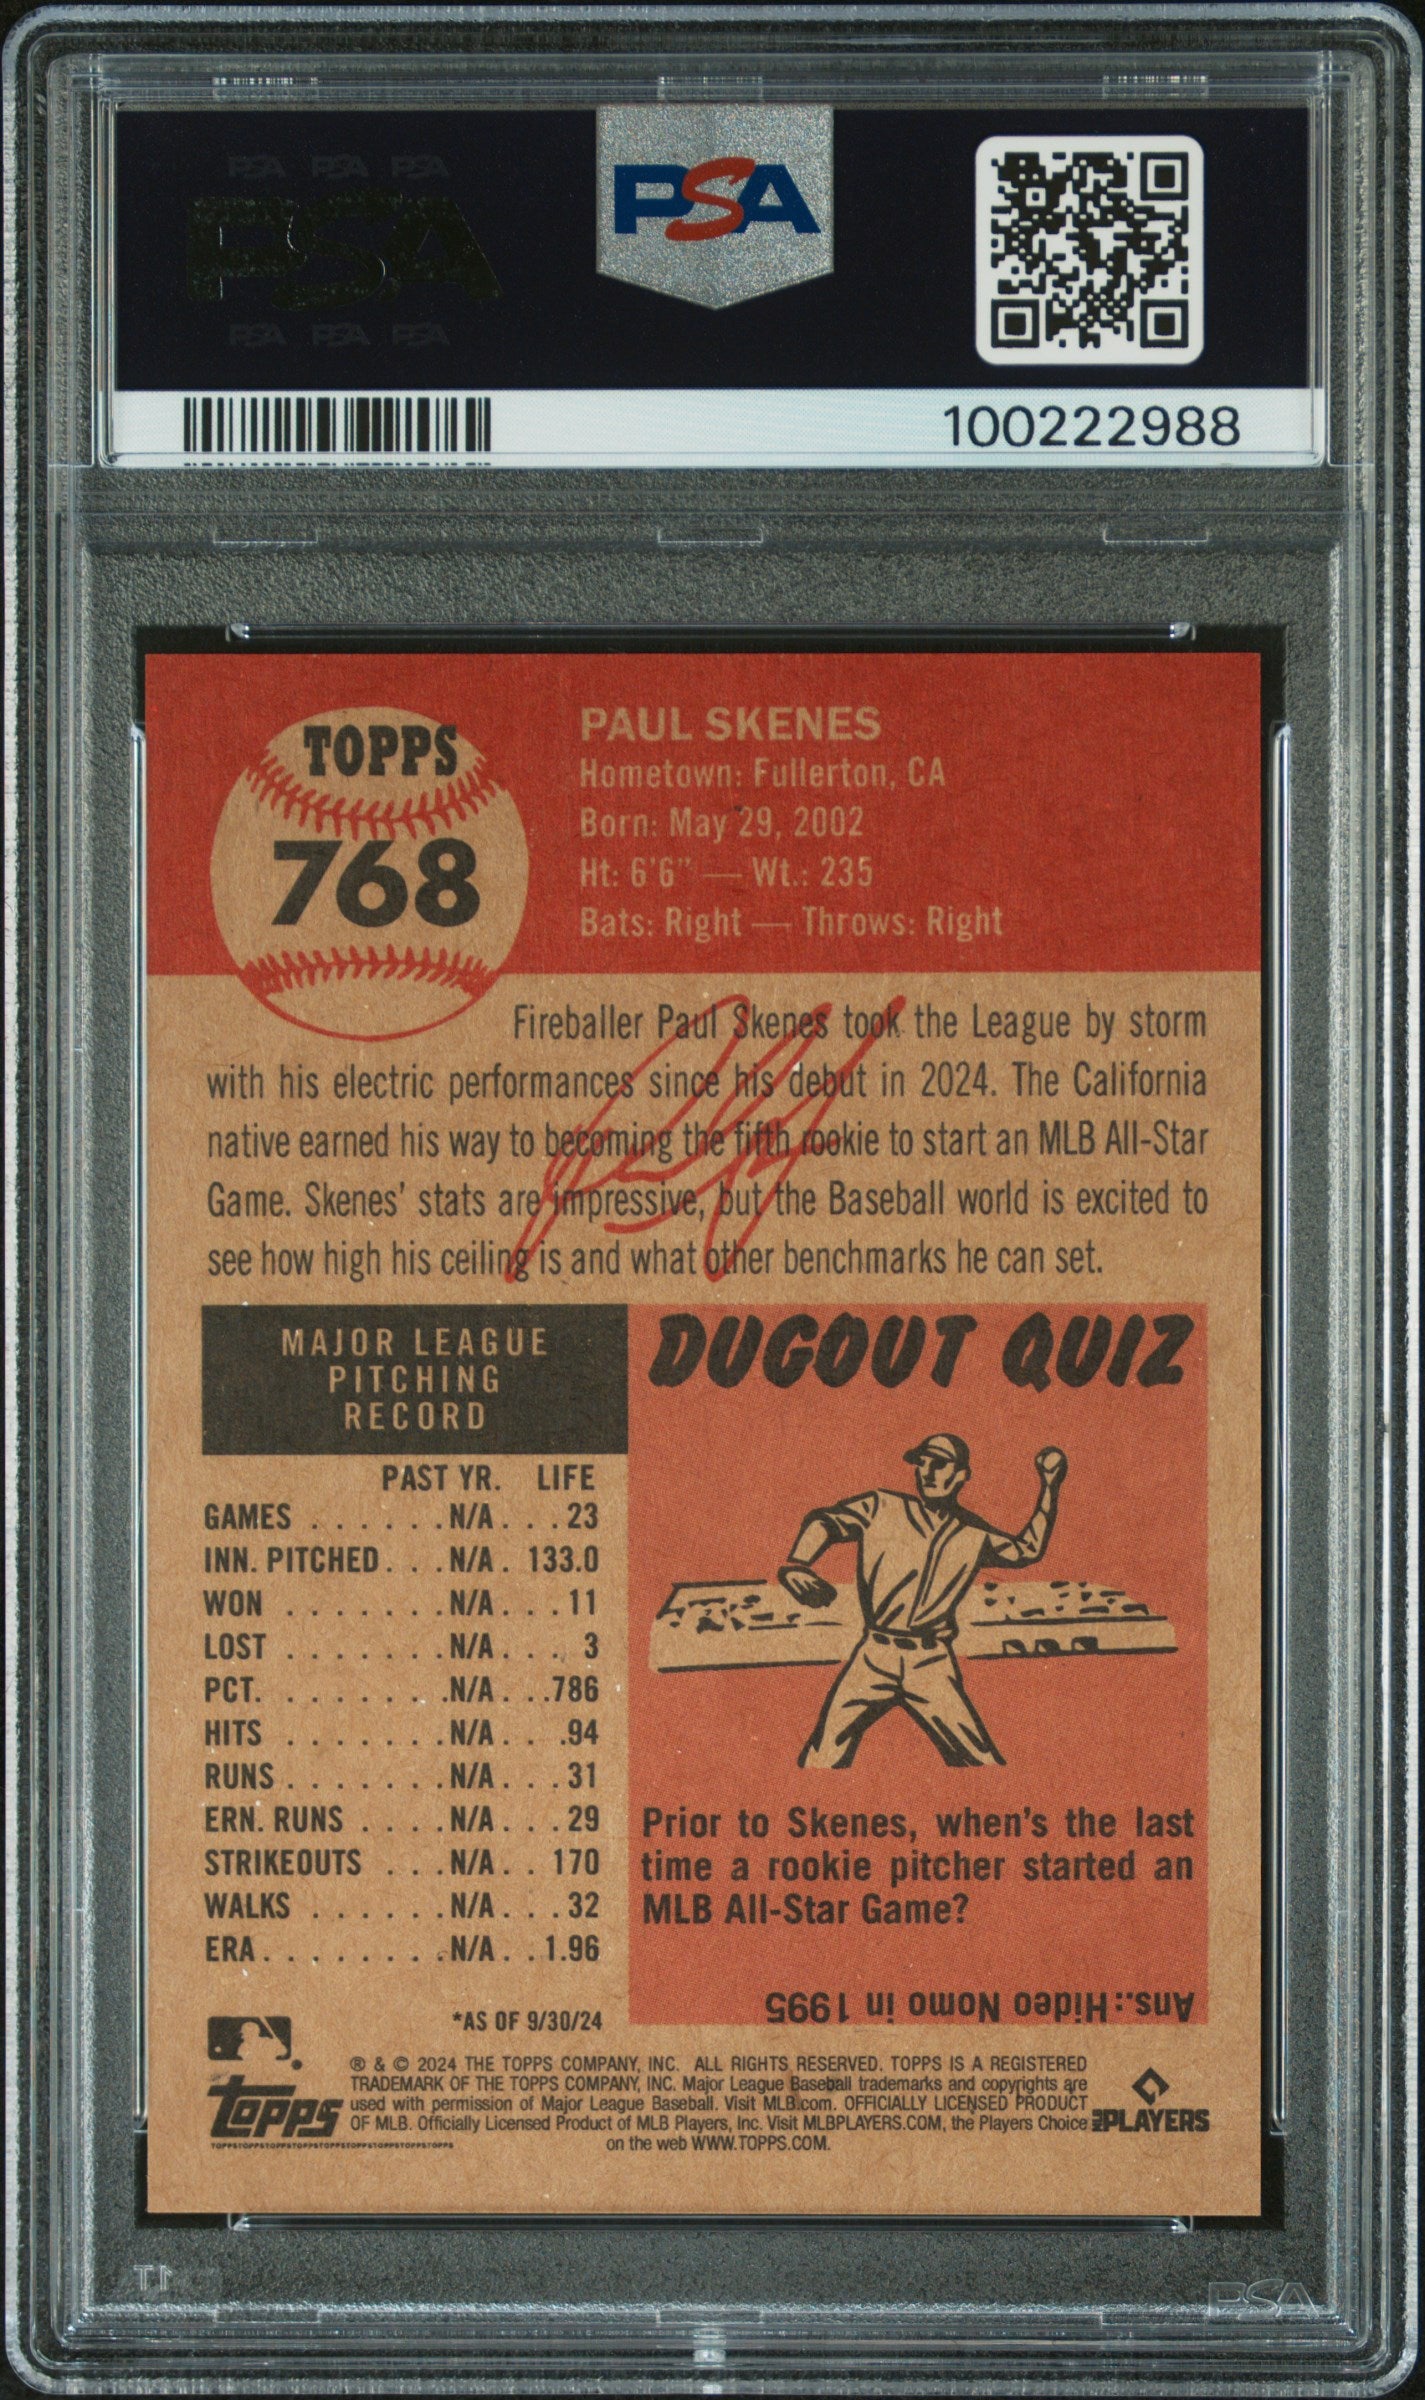 PSA PSA PSA
PSA
PSA PSA PSA
PSA
100222988
TOPPS
768
PAUL SKENES
Hometown: Fullerton, CA
Born: May 29, 2002
Ht: 6'6" — Wt.: 235
Bats: Right — Throws: Right
Fireballer Paul Skenes took the League by storm
with his electric performances since his debut in 2024. The California
native earned his way to becoming the fifth rookie to start an MLB All-Star
Game. Skenes' stats are impressive, but the Baseball world is excited to
see how high his ceiling is and what other benchmarks he can set.
MAJOR LEAGUE
PITCHING
RECORD
PAST YR. LIFE
GAMES . . . . . . N/A . . . 23
INN. PITCHED . . . N/A . 133.0
WON . . . . . . . N/A . . . 11
LOST . . . . . . . N/A . . . 3
PCT. . . . . . . . N/A . . .786
HITS . . . . . . . N/A . . . 94
RUNS . . . . . . . N/A . . . 31
ERN. RUNS . . . . N/A . . . 29
STRIKEOUTS . . . N/A . . 170
WALKS . . . . . . N/A . . . 32
ERA . . . . . . . . N/A . . 1.96
*AS OF 9/30/24
DUGOUT QUIZ
Prior to Skenes, when's the last
time a rookie pitcher started an
MLB All-Star Game?
Ans.: Hideo Nomo in 1995
® & © 2024 THE TOPPS COMPANY, INC. ALL RIGHTS RESERVED. TOPPS IS A REGISTERED
TRADEMARK OF THE TOPPS COMPANY, INC. Major League Baseball trademarks and copyrights are
used with permission of Major League Baseball. Visit MLB.com. OFFICIALLY LICENSED PRODUCT
OF MLB. Officially Licensed Product of MLB Players, Inc. Visit MLBPLAYERS.COM, the Players Choice
on the web WWW.TOPPS.COM.
Topps
TOPPSTOPPSTOPPSTOPPSTOPPSTOPPSTOPPSTOPPS
MLB PLAYERS
PSA